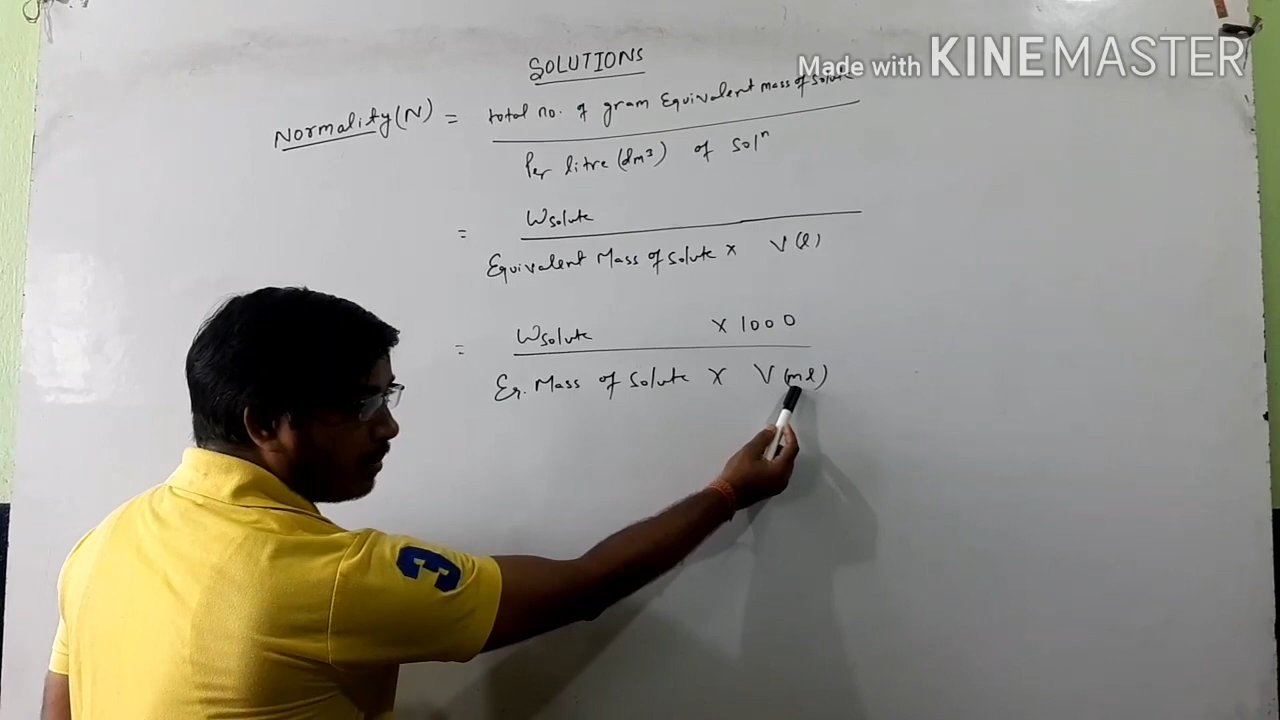 Made with KINEMASTER
SOLUTIONS
Normality (N) = total no. of gram Equivalent mass of solute
Per litre (dm³) of solⁿ
= Wsolute
Equivalent Mass of solute × V(l)
= Wsolute × 1000
Eq. Mass of Solute × V(ml)
3